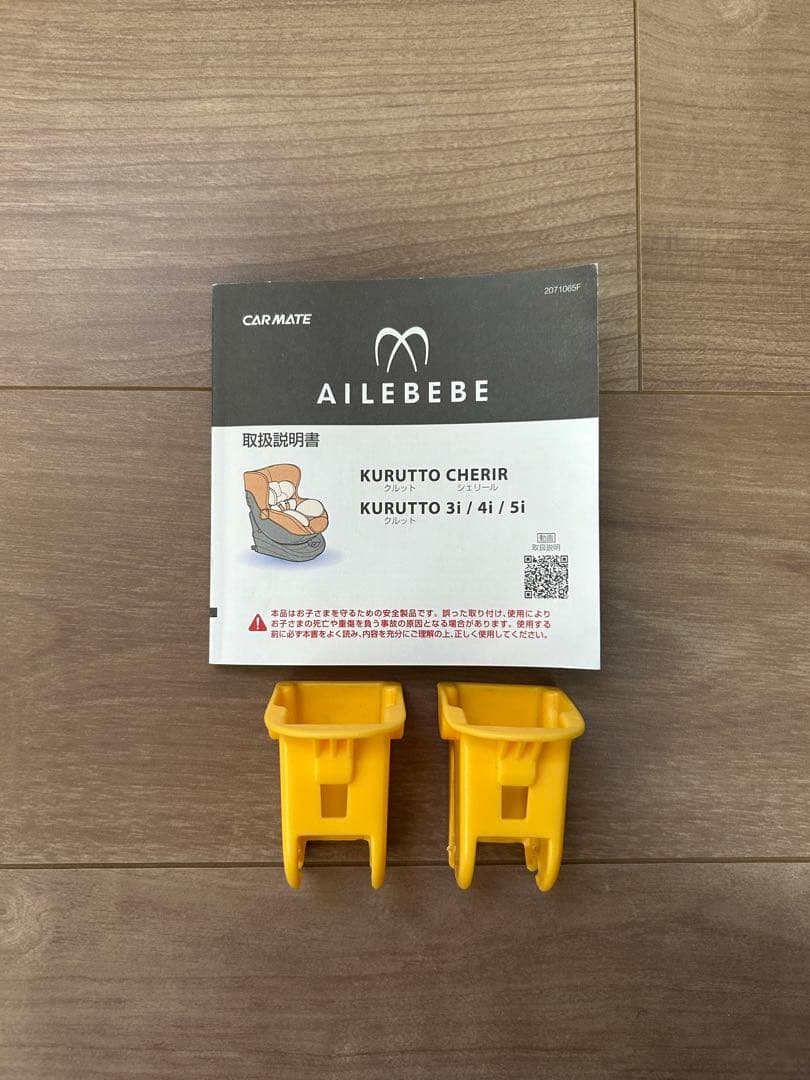 2071065F
CARMATE
AILEBEBE
取扱説明書
KURUTTO CHERIR
クルット シェリール
KURUTTO 3i / 4i / 5i
クルット
動画
取扱説明
本品はお子さまを守るための安全製品です。誤った取り付け、使用により
お子さまの死亡や重傷を負う事故の原因となる場合があります。使用する
前に必ず本書をよく読み、内容を充分にご理解の上、正しく使用してください。